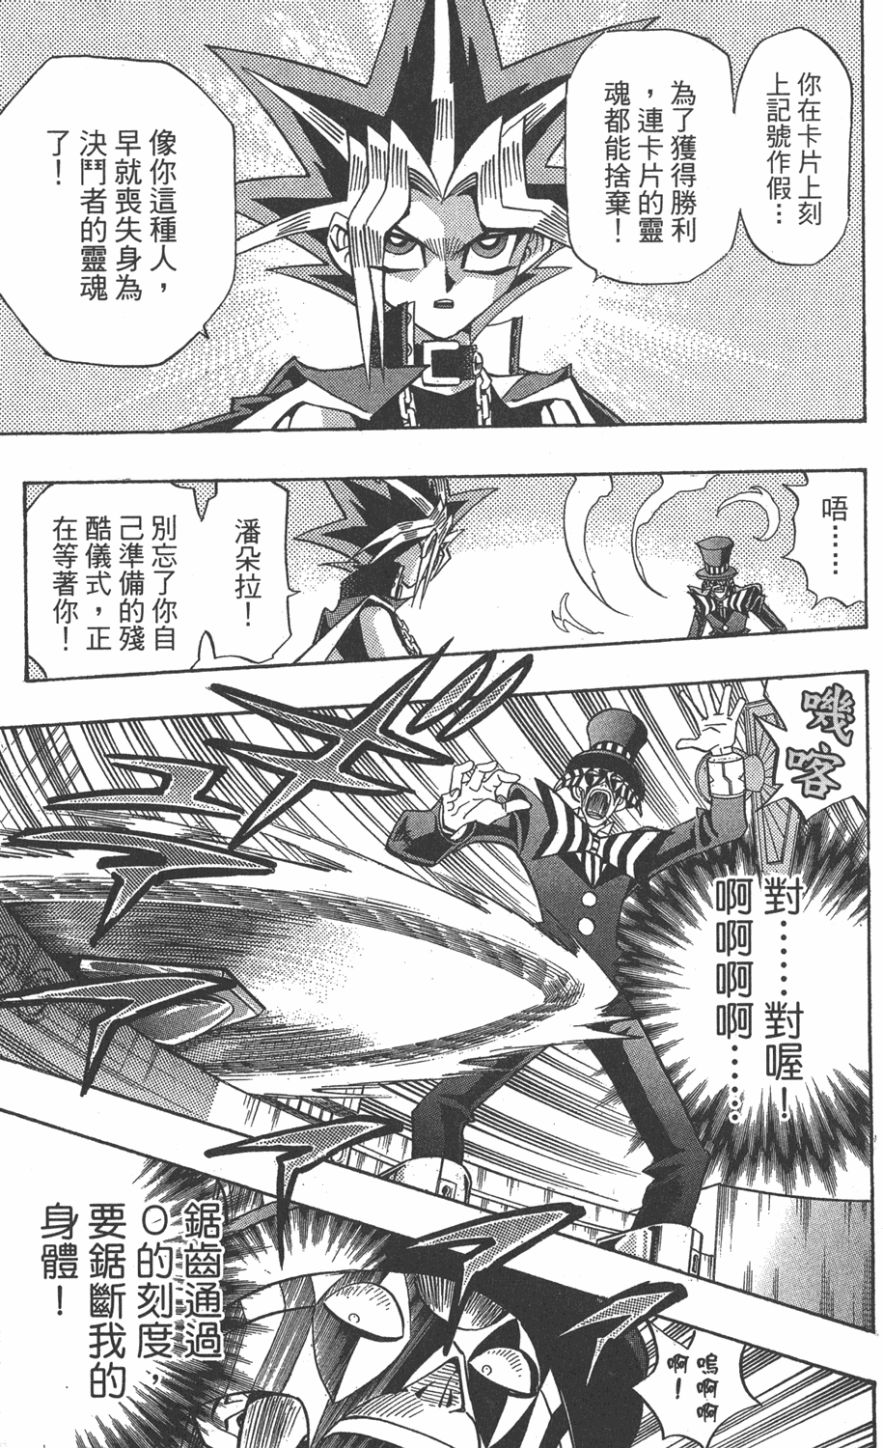 你在卡片上刻
上記號作假…
為了獲得勝利
，連卡片的靈
魂都能捨棄！
像你這種人，
早就喪失身為
決鬥者的靈魂
了！
唔……
潘朵拉！
別忘了你自
己準備的殘
酷儀式，正
在等著你！
嘰喀
對……對喔！
啊啊啊啊……
鋸齒通過
0的刻度，
要鋸斷我的
身體！
嗚啊啊
啊！